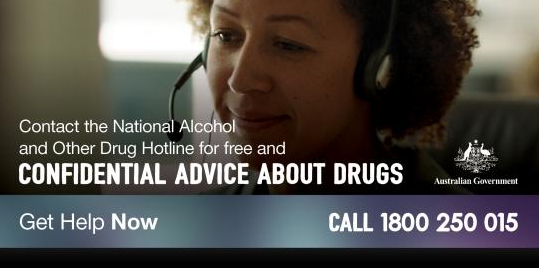 Contact the National Alcohol
and Other Drug Hotline for free and
CONFIDENTIAL ADVICE ABOUT DRUGS
Australian Government
Get Help Now
CALL 1800 250 015